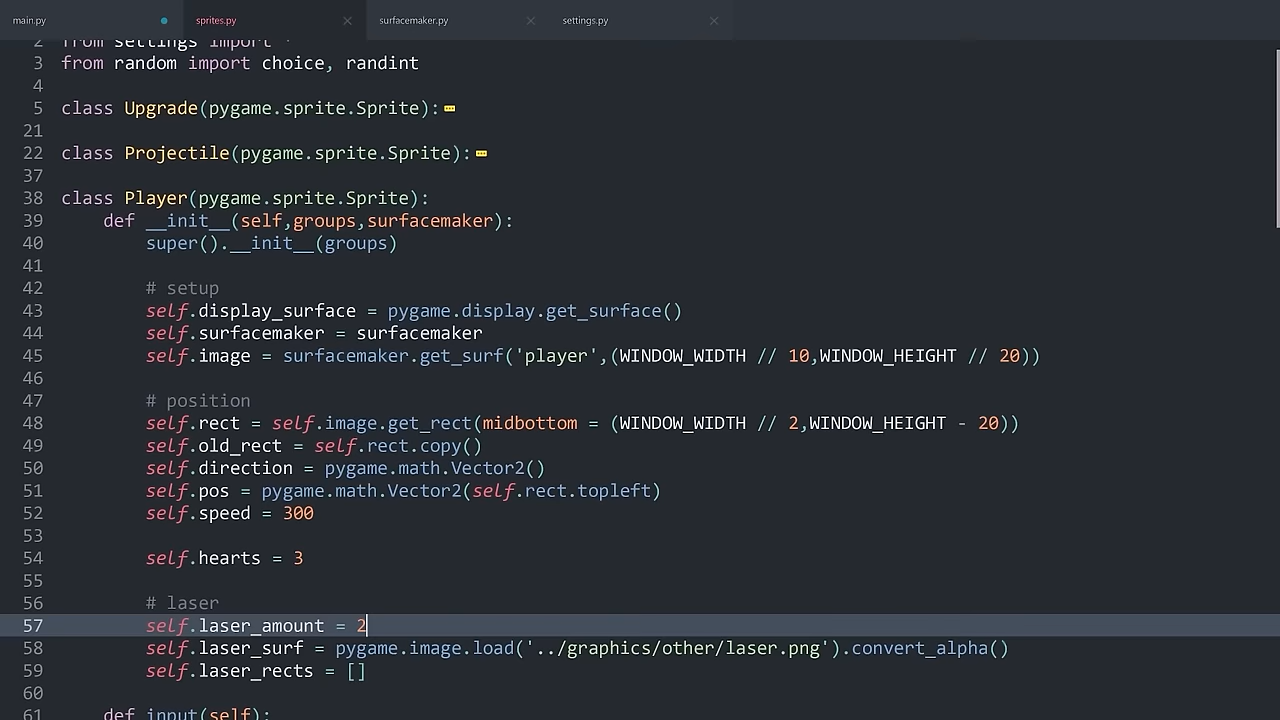 main.py sprites.py surfacemaker.py settings.py
2 from settings import *
3 from random import choice, randint
4
5 class Upgrade(pygame.sprite.Sprite):
21
22 class Projectile(pygame.sprite.Sprite):
37
38 class Player(pygame.sprite.Sprite):
39     def __init__(self,groups,surfacemaker):
40         super().__init__(groups)
41
42         # setup
43         self.display_surface = pygame.display.get_surface()
44         self.surfacemaker = surfacemaker
45         self.image = surfacemaker.get_surf('player',(WINDOW_WIDTH // 10,WINDOW_HEIGHT // 20))
46
47         # position
48         self.rect = self.image.get_rect(midbottom = (WINDOW_WIDTH // 2,WINDOW_HEIGHT - 20))
49         self.old_rect = self.rect.copy()
50         self.direction = pygame.math.Vector2()
51         self.pos = pygame.math.Vector2(self.rect.topleft)
52         self.speed = 300
53
54         self.hearts = 3
55
56         # laser
57         self.laser_amount = 2
58         self.laser_surf = pygame.image.load('../graphics/other/laser.png').convert_alpha()
59         self.laser_rects = []
60
61     def input(self):